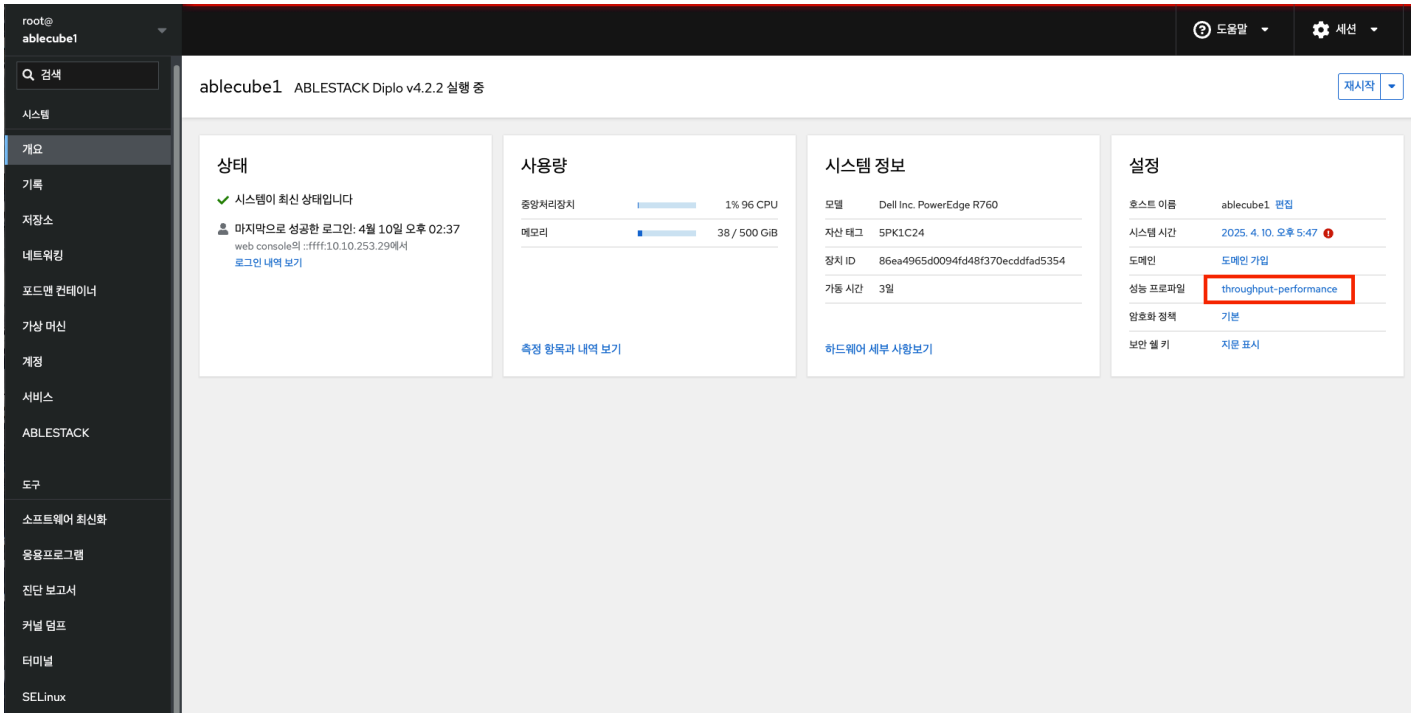 root@
ablecube1
도움말
세션
검색
시스템
개요
기록
저장소
네트워킹
포드맨 컨테이너
가상 머신
계정
서비스
ABLESTACK
도구
소프트웨어 최신화
응용프로그램
진단 보고서
커널 덤프
터미널
SELinux
ablecube1 ABLESTACK Diplo v4.2.2 실행 중
재시작
상태
시스템이 최신 상태입니다
마지막으로 성공한 로그인: 4월 10일 오후 02:37
web console의 ::ffff:10.10.253.29에서
로그인 내역 보기
사용량
중앙처리장치 1% 96 CPU
메모리 38 / 500 GiB
측정 항목과 내역 보기
시스템 정보
모델 Dell Inc. PowerEdge R760
자산 태그 5PK1C24
장치 ID 86ea4965d0094fd48f370ecddfad5354
가동 시간 3일
하드웨어 세부 사항보기
설정
호스트 이름 ablecube1 편집
시스템 시간 2025. 4. 10. 오후 5:47
도메인 도메인 가입
성능 프로파일 throughput-performance
암호화 정책 기본
보안 쉘 키 지문 표시